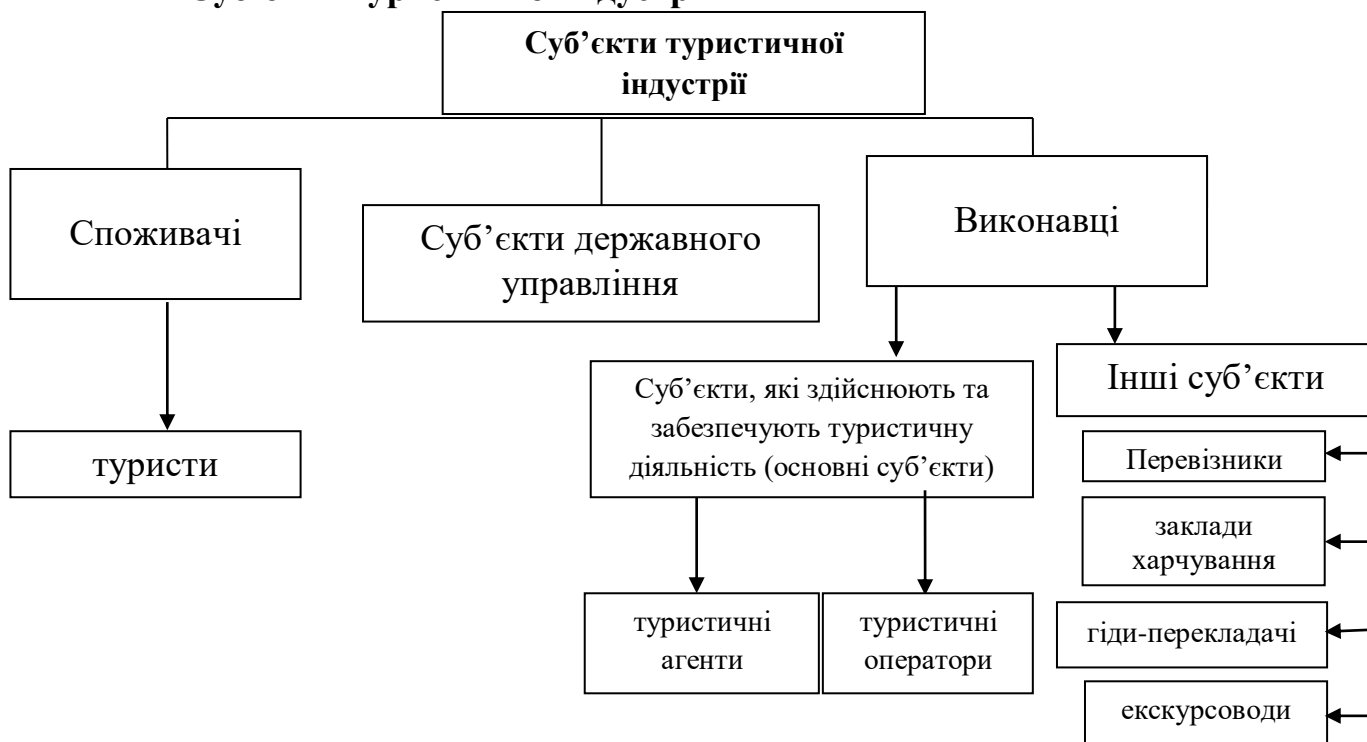 Суб’єкти туристичної
індустрії
Споживачі
Суб’єкти державного
управління
Виконавці
туристи
Суб’єкти, які здійснюють та
забезпечують туристичну
діяльність (основні суб’єкти)
Інші суб’єкти
Перевізники
заклади
харчування
туристичні
агенти
туристичні
оператори
гіди-перекладачі
екскурсоводи